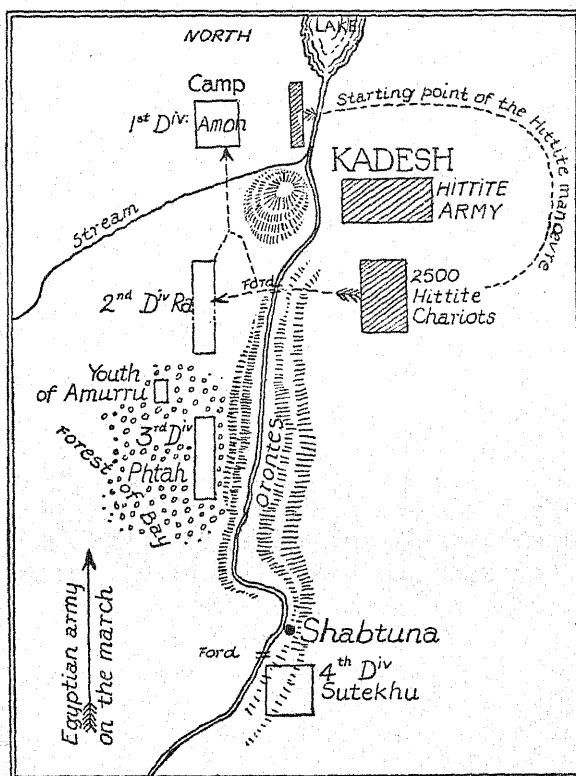 NORTH
LAKE
Camp
1st Div:
Amon
Starting point of the Hittite manœvre
KADESH
HITTITE
ARMY
Stream
Ford
2nd Div Ra
2500
Hittite
Chariots
Youth
of Amurru
3rd Div
Phtah
Forest of Bay
Orontes
Shabtuna
Ford
4th Div
Sutekhu
Egyptian army
on the march